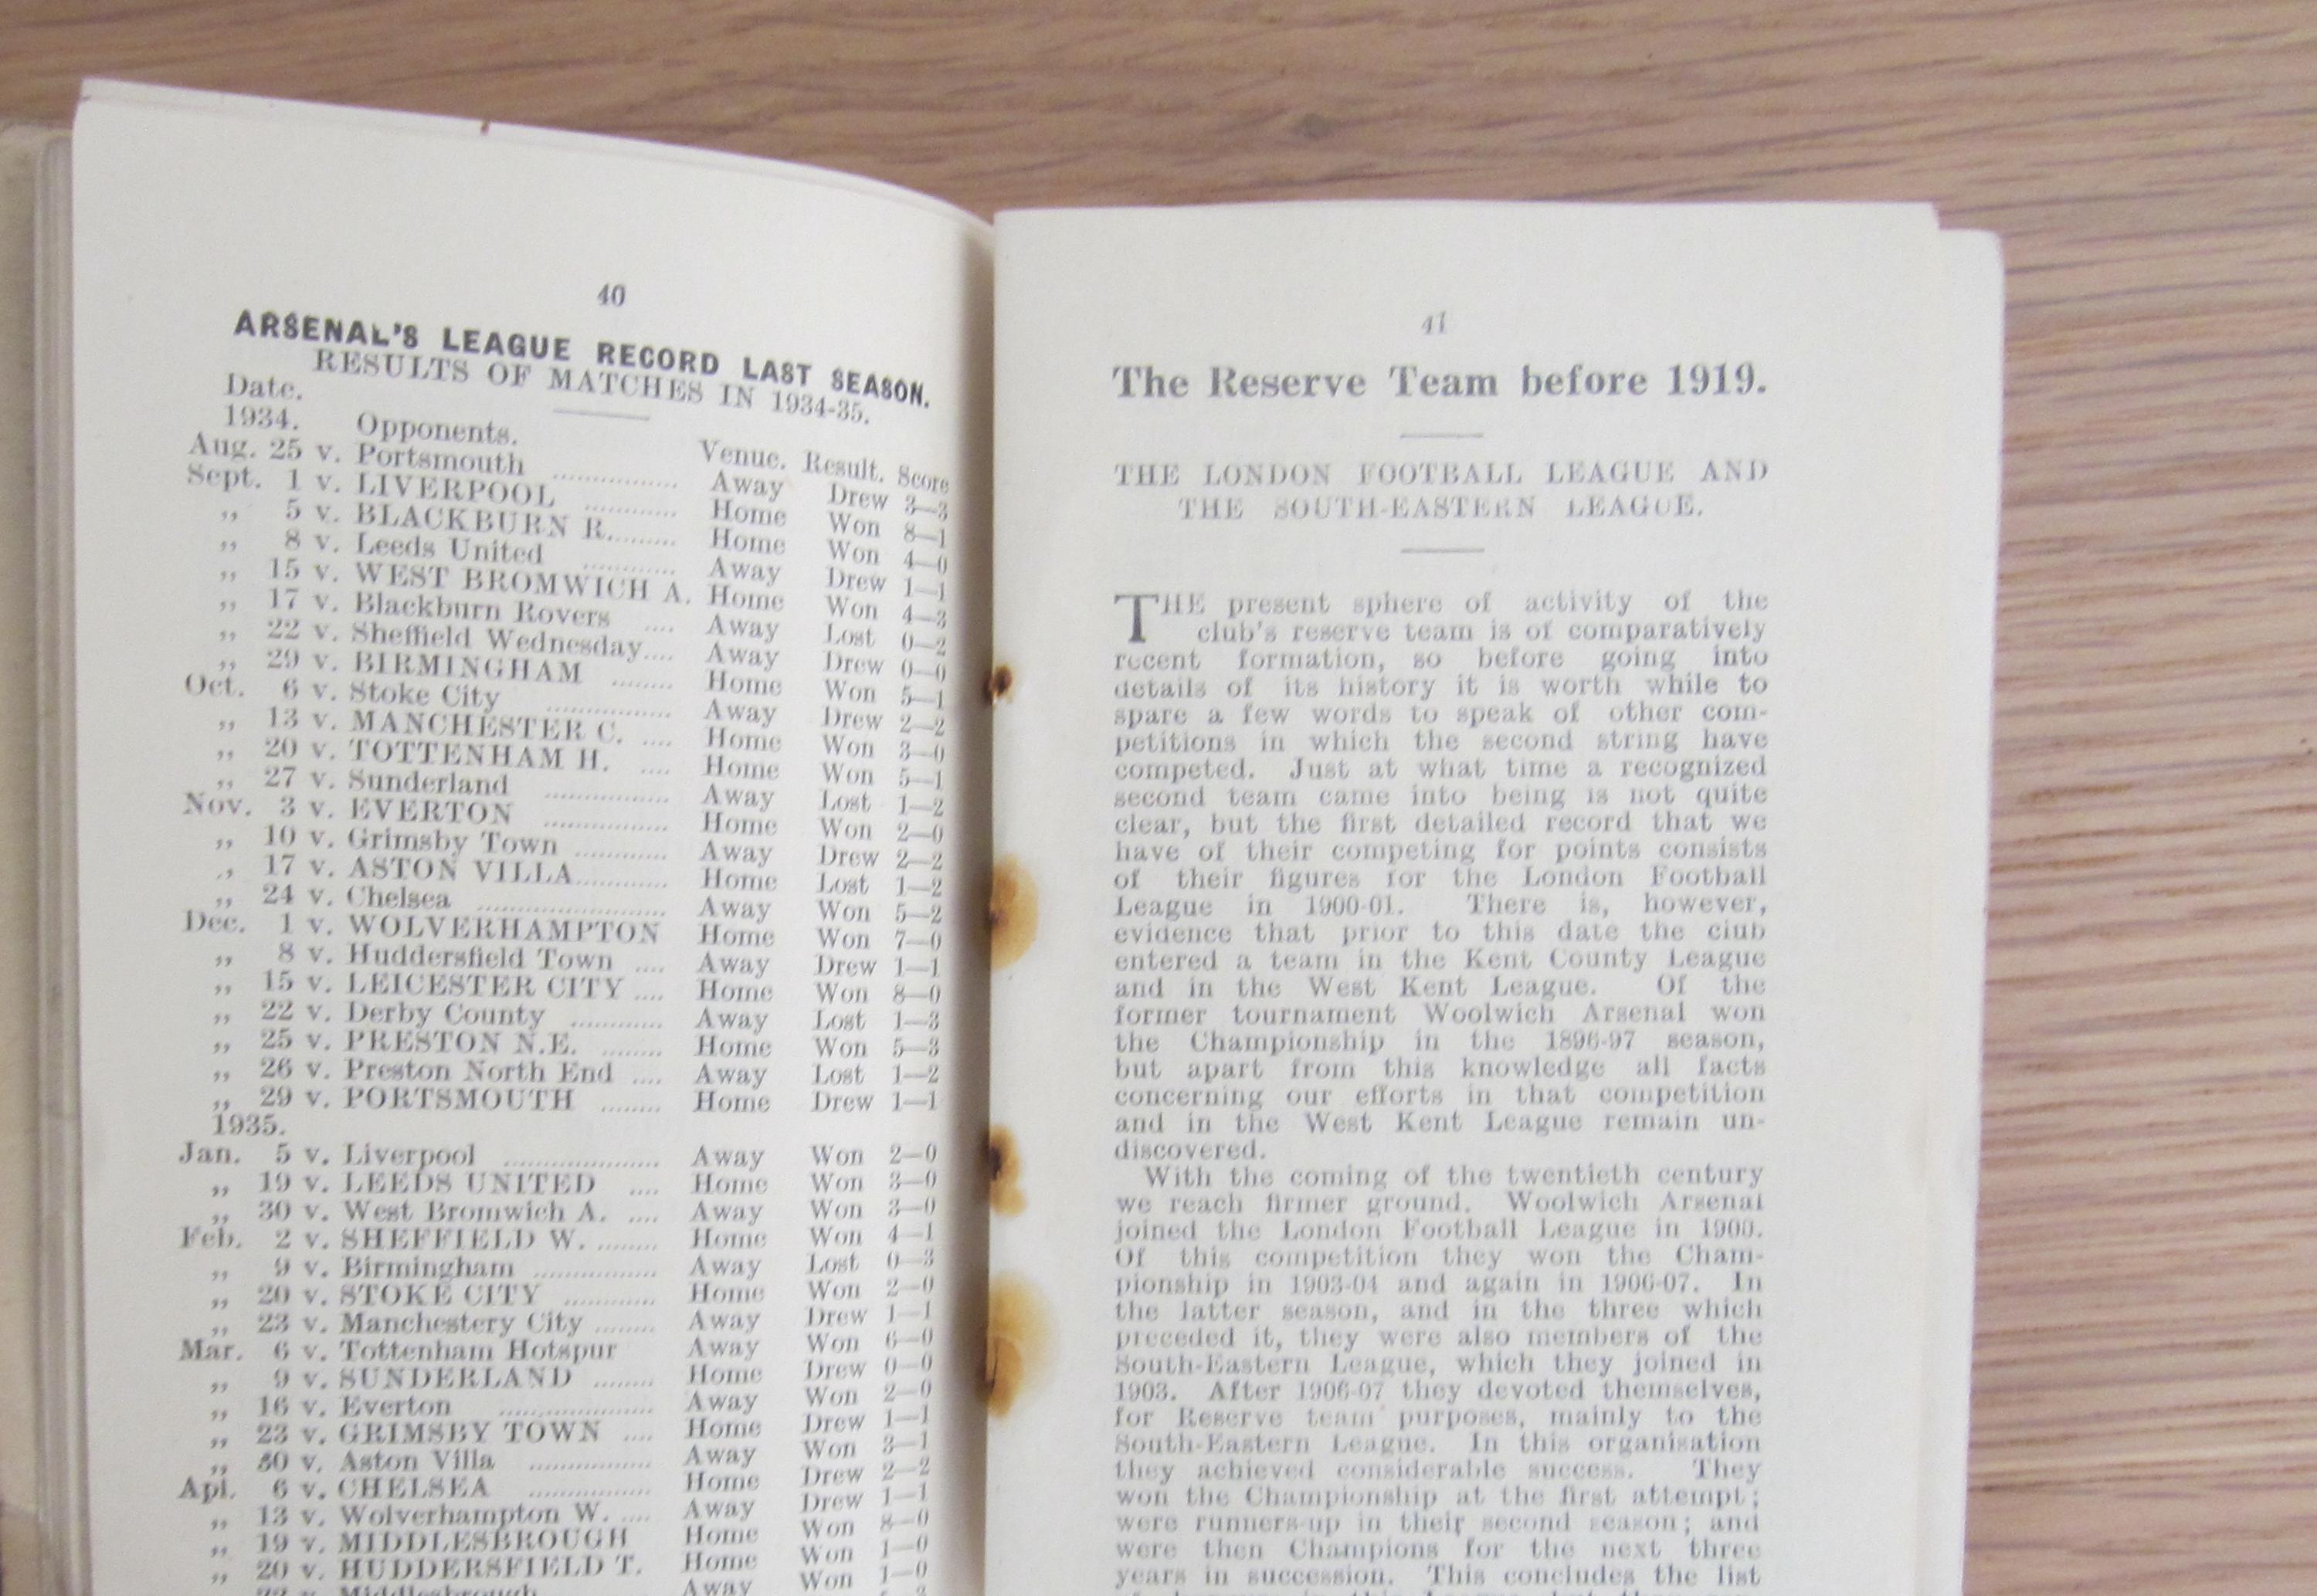 40
ARSENAL'S LEAGUE RECORD LAST SEASON.
RESULTS OF MATCHES IN 1934-35.
Date.
1934. Opponents. Venue. Result. Score
Aug. 25 v. Portsmouth .............. Away Drew 3—3
Sept. 1 v. LIVERPOOL ............ Home Won 8—1
,, 5 v. BLACKBURN R. ........ Home Won 4—0
,, 8 v. Leeds United ............ Away Drew 1—1
,, 15 v. WEST BROMWICH A. Home Won 4—3
,, 17 v. Blackburn Rovers .... Away Lost 0—2
,, 22 v. Sheffield Wednesday.... Away Drew 0—0
,, 29 v. BIRMINGHAM ........ Home Won 5—1
Oct. 6 v. Stoke City ................ Away Drew 2—2
,, 13 v. MANCHESTER C. .... Home Won 3—0
,, 20 v. TOTTENHAM H. .... Home Won 5—1
,, 27 v. Sunderland ................ Away Lost 1—2
Nov. 3 v. EVERTON ................ Home Won 2—0
,, 10 v. Grimsby Town ............ Away Drew 2—2
,, 17 v. ASTON VILLA............ Home Lost 1—2
,, 24 v. Chelsea ........................ Away Won 5—2
Dec. 1 v. WOLVERHAMPTON Home Won 7—0
,, 8 v. Huddersfield Town .... Away Drew 1—1
,, 15 v. LEICESTER CITY .... Home Won 8—0
,, 22 v. Derby County ............ Away Lost 1—3
,, 25 v. PRESTON N.E. ........ Home Won 5—3
,, 26 v. Preston North End .... Away Lost 1—2
,, 29 v. PORTSMOUTH ........ Home Drew 1—1
1935.
Jan. 5 v. Liverpool .................... Away Won 2—0
,, 19 v. LEEDS UNITED .... Home Won 3—0
,, 30 v. West Bromwich A. .... Away Won 3—0
Feb. 2 v. SHEFFIELD W. ........ Home Won 4—1
,, 9 v. Birmingham ................ Away Lost 0—3
,, 20 v. STOKE CITY ............ Home Won 2—0
,, 23 v. Manchestery City ........ Away Drew 1—1
Mar. 6 v. Tottenham Hotspur Away Won 6—0
,, 9 v. SUNDERLAND ........ Home Drew 0—0
,, 16 v. Everton .................... Away Won 2—0
,, 23 v. GRIMSBY TOWN .... Home Drew 1—1
,, 30 v. Aston Villa ................ Away Won 3—1
Apl. 6 v. CHELSEA ................ Home Drew 2—2
,, 13 v. Wolverhampton W. .... Away Drew 1—1
,, 19 v. MIDDLESBROUGH Home Won 8—0
,, 20 v. HUDDERSFIELD T. Home Won 1—0
,, 22 v. Middlesbrough Away Won 1—0
41
The Reserve Team before 1919.
THE LONDON FOOTBALL LEAGUE AND
THE SOUTH-EASTERN LEAGUE.
THE present sphere of activity of the
club's reserve team is of comparatively
recent formation, so before going into
details of its history it is worth while to
spare a few words to speak of other com-
petitions in which the second string have
competed. Just at what time a recognized
second team came into being is not quite
clear, but the first detailed record that we
have of their competing for points consists
of their figures for the London Football
League in 1900-01. There is, however,
evidence that prior to this date the club
entered a team in the Kent County League
and in the West Kent League. Of the
former tournament Woolwich Arsenal won
the Championship in the 1896-97 season,
but apart from this knowledge all facts
concerning our efforts in that competition
and in the West Kent League remain un-
discovered.
With the coming of the twentieth century
we reach firmer ground. Woolwich Arsenal
joined the London Football League in 1900.
Of this competition they won the Cham-
pionship in 1903-04 and again in 1906-07. In
the latter season, and in the three which
preceded it, they were also members of the
South-Eastern League, which they joined in
1903. After 1906-07 they devoted themselves,
for Reserve team purposes, mainly to the
South-Eastern League. In this organisation
they achieved considerable success. They
won the Championship at the first attempt;
were runners-up in their second season; and
were then Champions for the next three
years in succession. This concludes the list